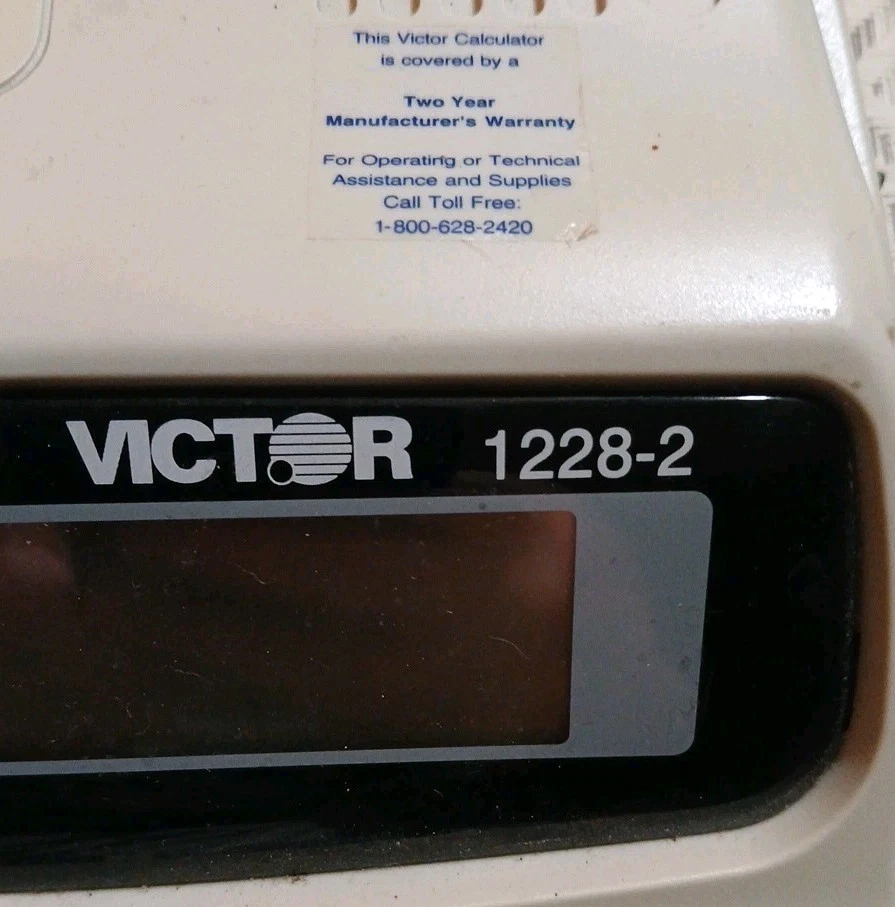 This Victor Calculator
is covered by a
Two Year
Manufacturer's Warranty
For Operating or Technical
Assistance and Supplies
Call Toll Free:
1-800-628-2420
VICTOR 1228-2